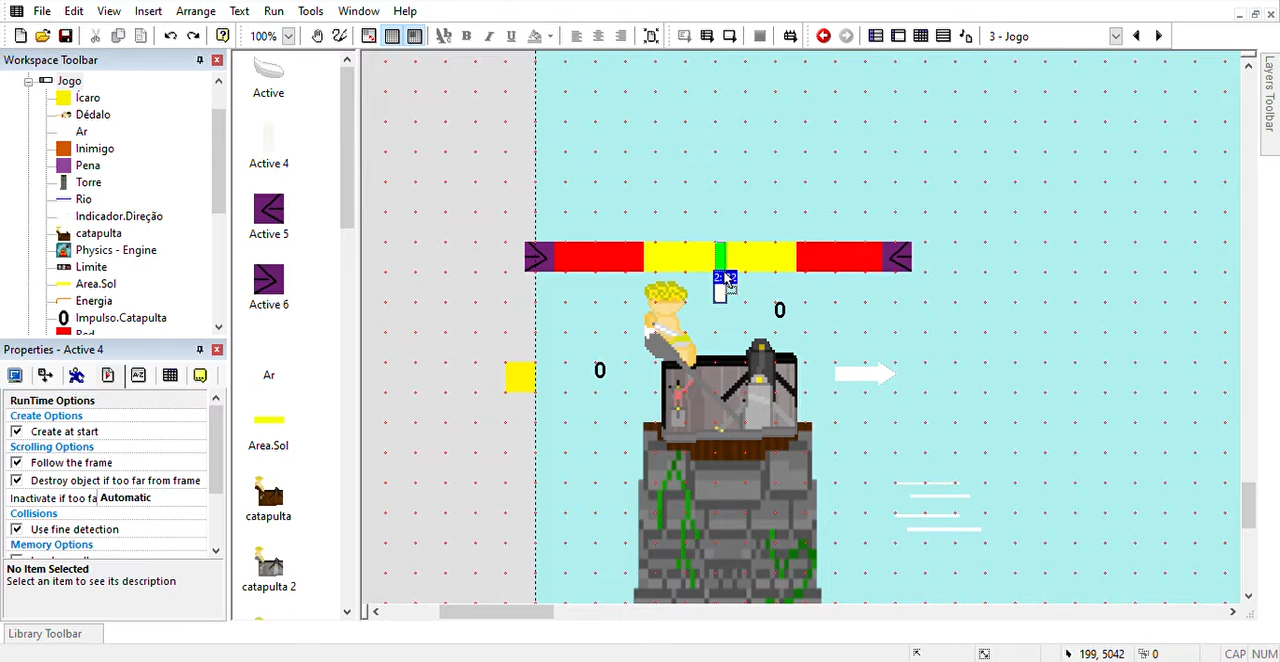 File Edit View Insert Arrange Text Run Tools Window Help
100% B I U 3 - Jogo
Workspace Toolbar
Jogo
Ícaro
Dédalo
Ar
Inimigo
Pena
Torre
Rio
Indicador.Direção
catapulta
Physics - Engine
Limite
Area.Sol
Energia
0 Impulso.Catapulta
Properties - Active 4
RunTime Options
Create Options
Create at start
Scrolling Options
Follow the frame
Destroy object if too far from frame
Inactivate if too fa Automatic
Collisions
Use fine detection
Memory Options
No Item Selected
Select an item to see its description
Library Toolbar
Active
Active 4
Active 5
Active 6
Ar
Area.Sol
catapulta
catapulta 2
0
0
Layers Toolbar
199, 5042
0
CAP NUM